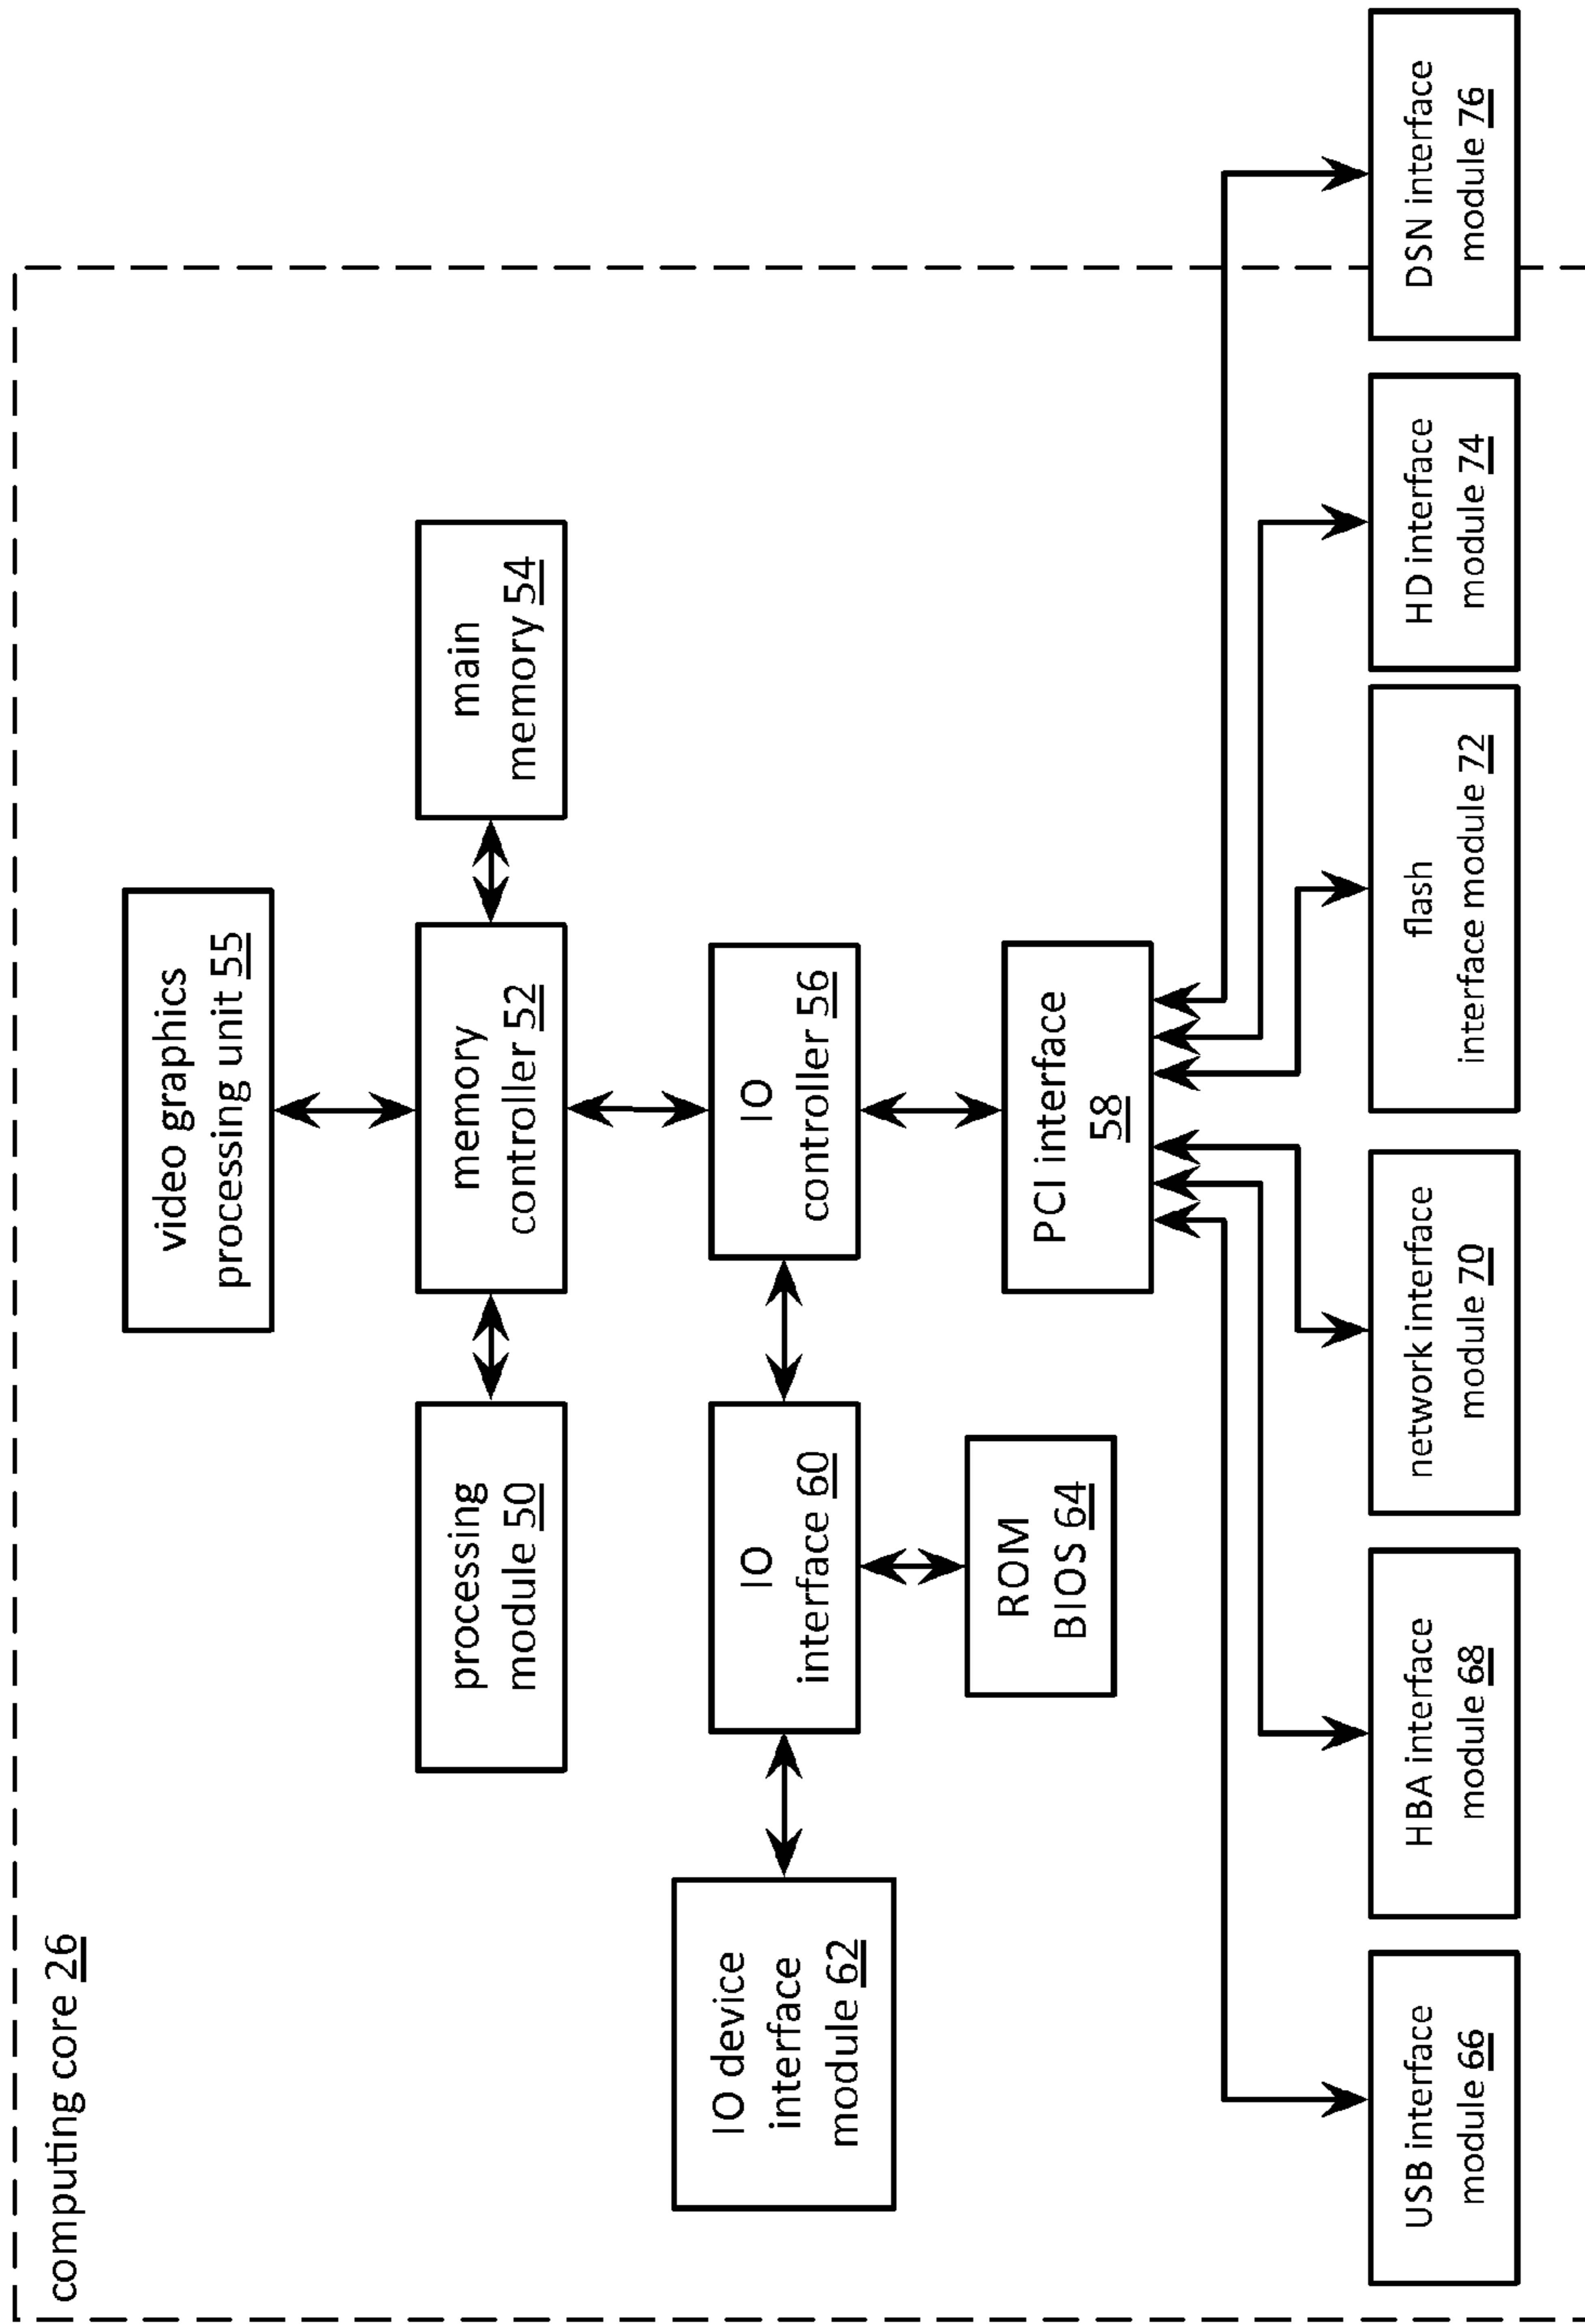 computing core 26
video graphics
processing unit 55
processing
module 50
memory
controller 52
main
memory 54
IO device
interface
module 62
IO
interface 60
IO
controller 56
ROM
BIOS 64
PCI interface
58
USB interface
module 66
HBA interface
module 68
network interface
module 70
flash
interface module 72
HD interface
module 74
DSN interface
module 76